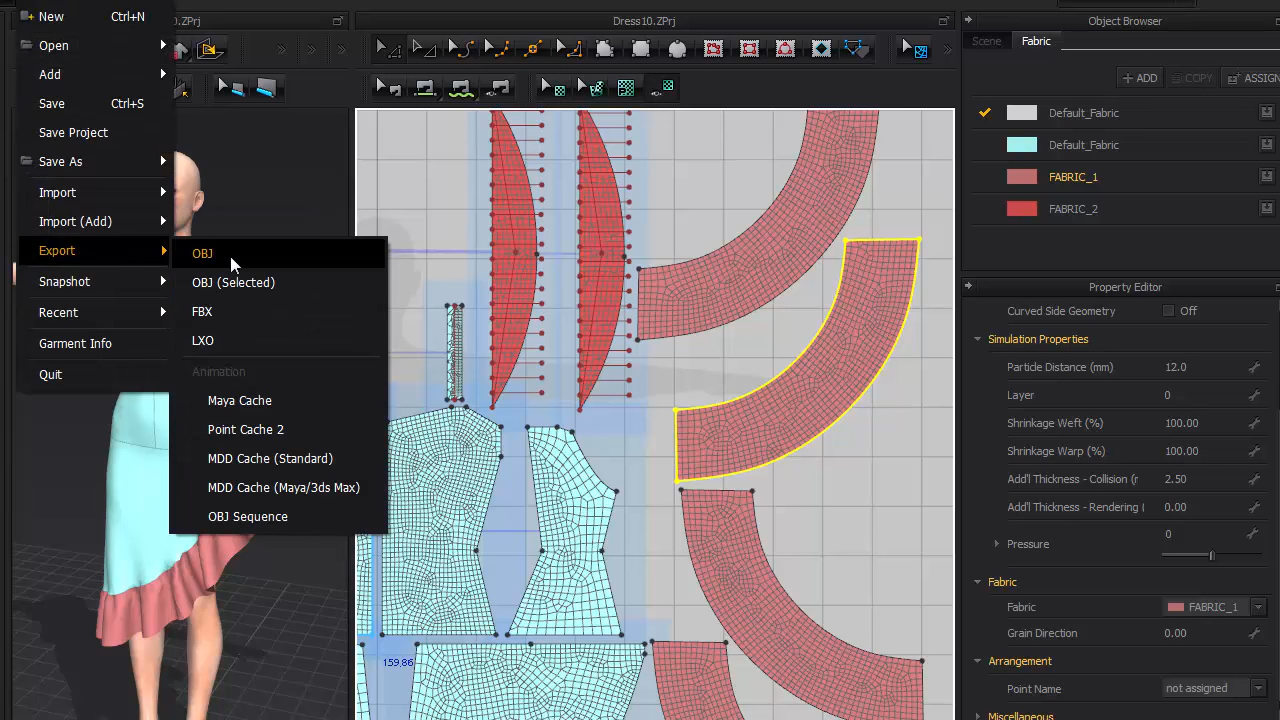 New Ctrl+N
Open
Add
Save Ctrl+S
Save Project
Save As
Import
Import (Add)
Export
Snapshot
Recent
Garment Info
Quit
OBJ
OBJ (Selected)
FBX
LXO
Animation
Maya Cache
Point Cache 2
MDD Cache (Standard)
MDD Cache (Maya/3ds Max)
OBJ Sequence
0.ZPrj
Dress10.ZPrj
159.86
Object Browser
Scene Fabric
ADD COPY ASSIGN
Default_Fabric
Default_Fabric
FABRIC_1
FABRIC_2
Property Editor
Curved Side Geometry Off
Simulation Properties
Particle Distance (mm) 12.0
Layer 0
Shrinkage Weft (%) 100.00
Shrinkage Warp (%) 100.00
Add'l Thickness - Collision (r 2.50
Add'l Thickness - Rendering ( 0.00
Pressure 0
Fabric
Fabric FABRIC_1
Grain Direction 0.00
Arrangement
Point Name not assigned
Miscellaneous